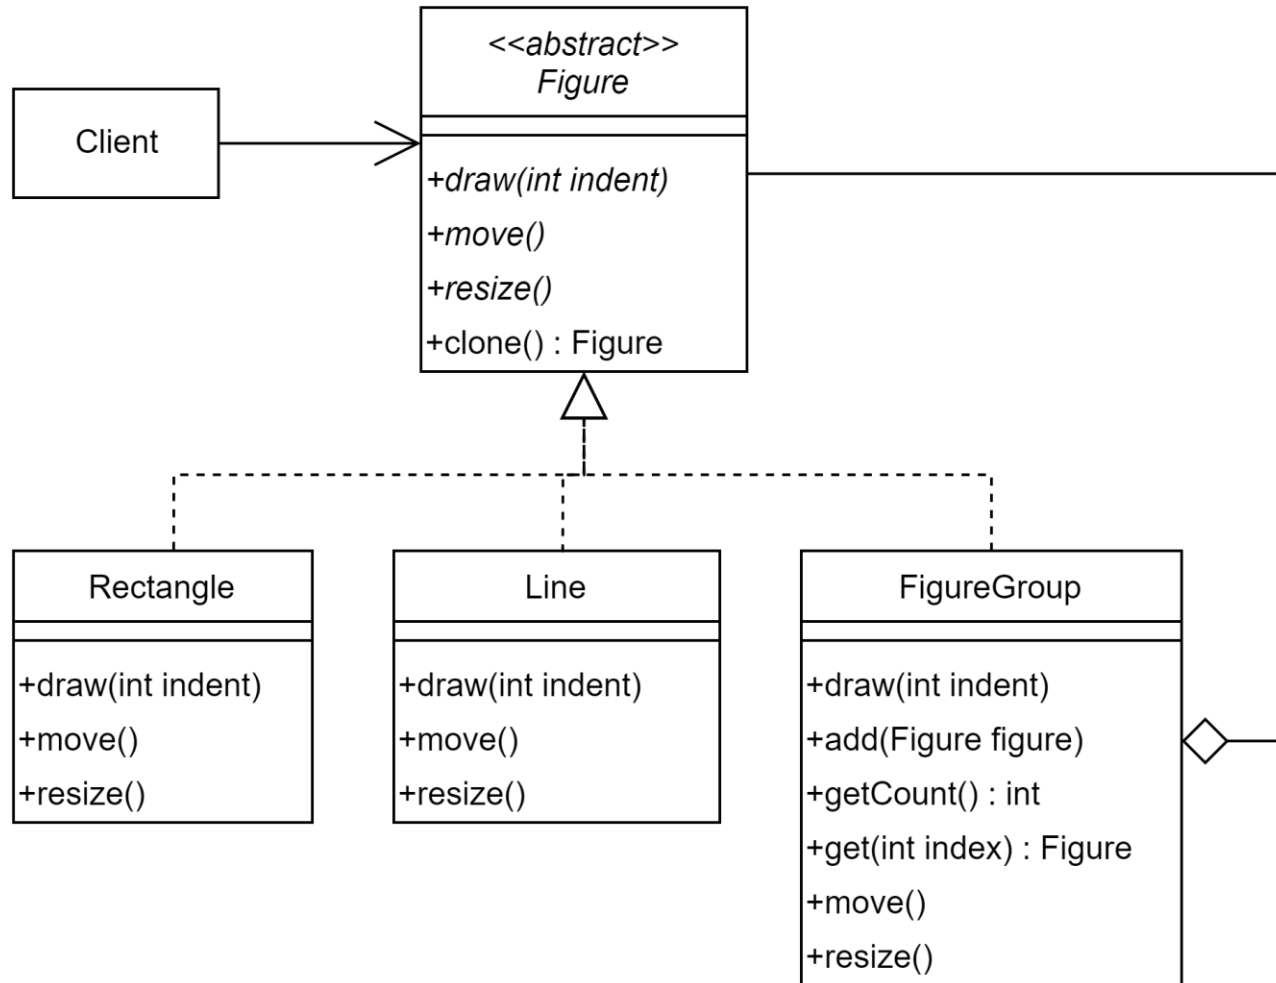 <<abstract>>
Figure
Client
+draw(int indent)
+move()
+resize()
+clone() : Figure
Rectangle
+draw(int indent)
+move()
+resize()
Line
+draw(int indent)
+move()
+resize()
FigureGroup
+draw(int indent)
+add(Figure figure)
+getCount() : int
+get(int index) : Figure
+move()
+resize()